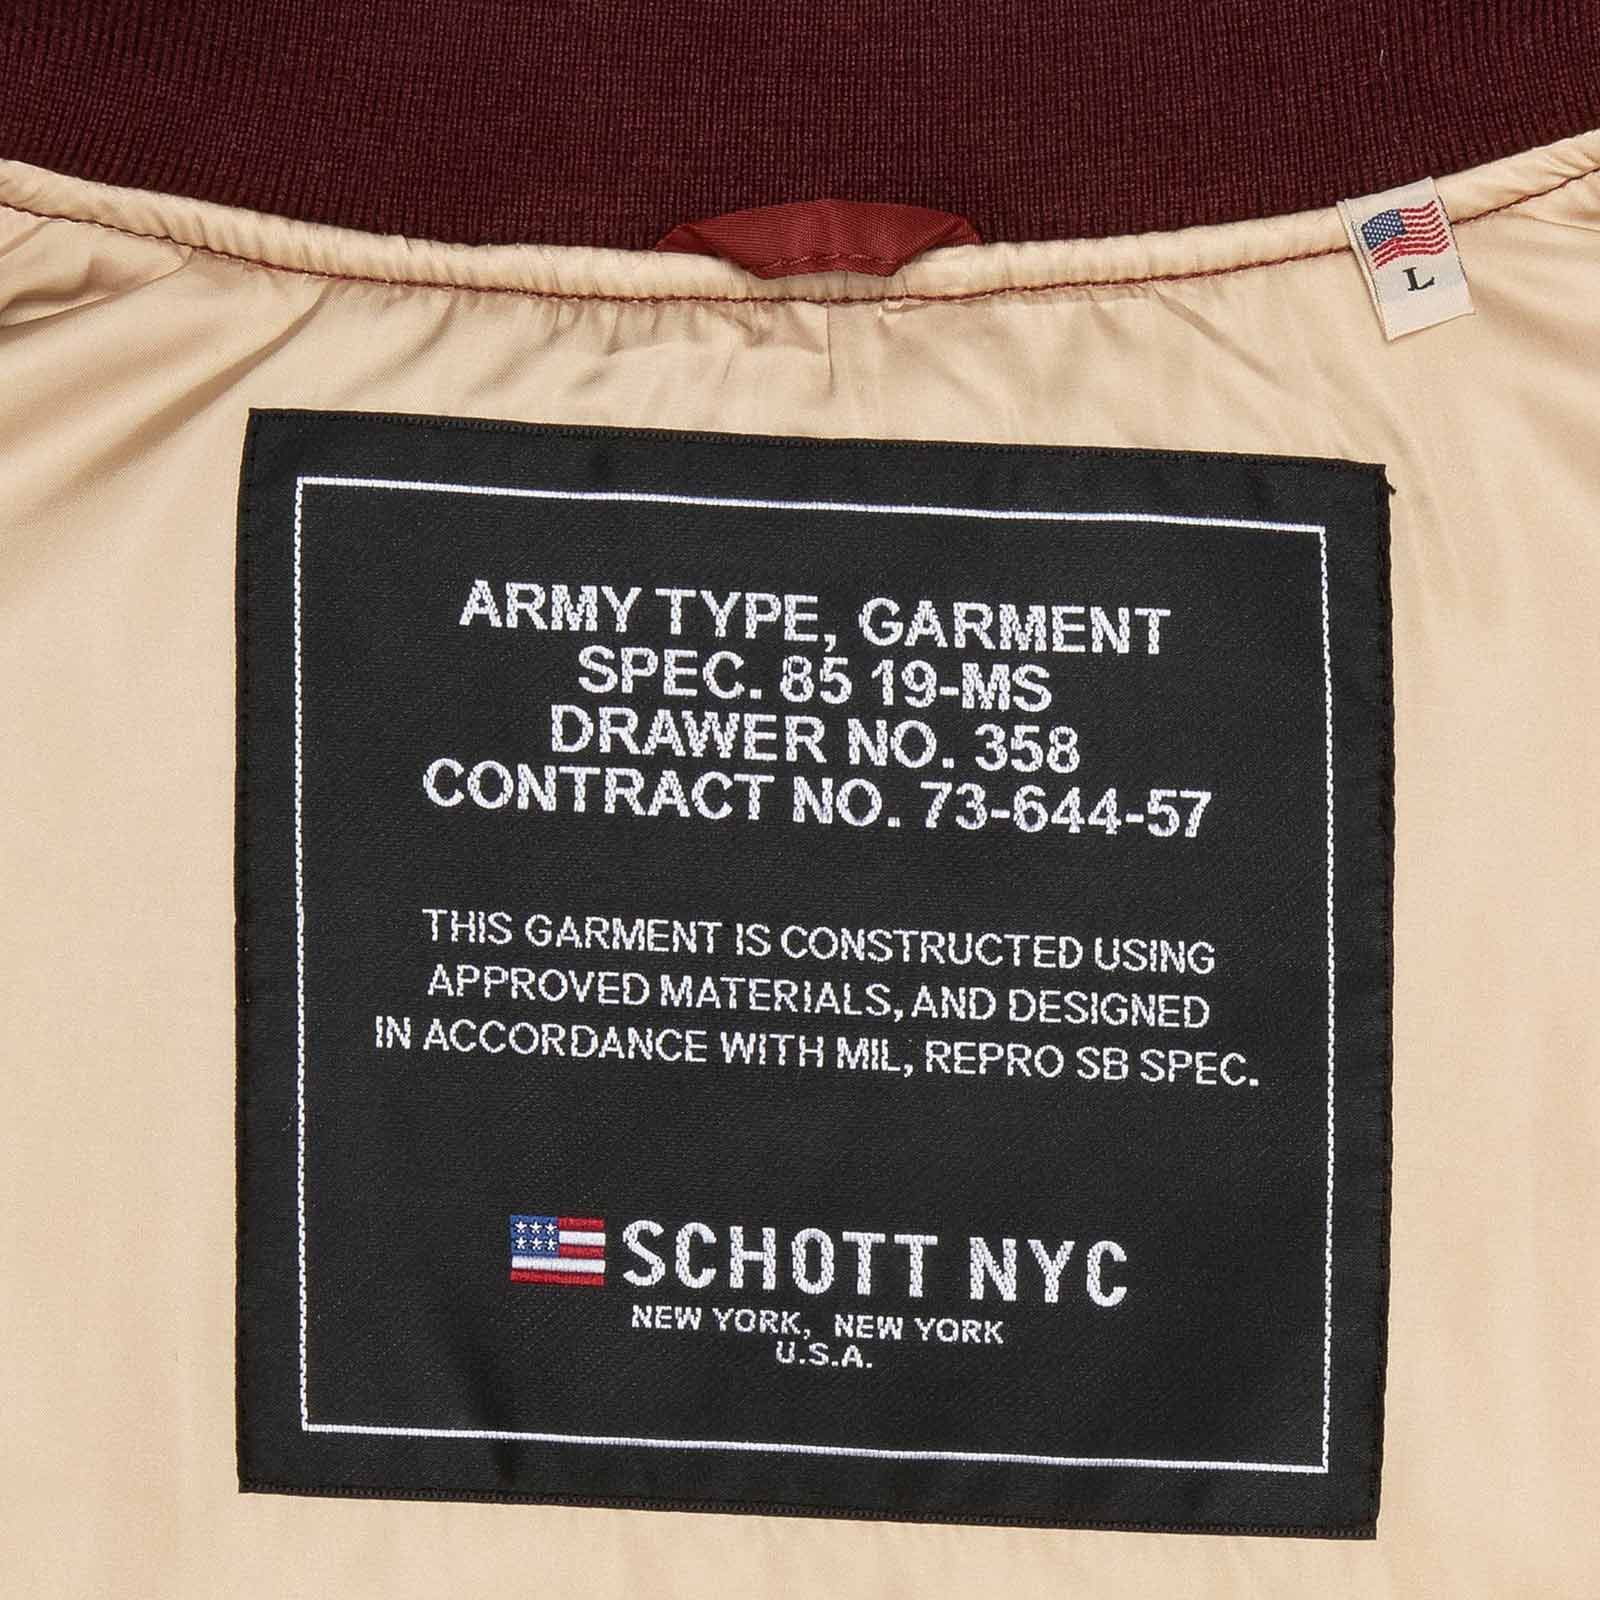 L
ARMY TYPE, GARMENT
SPEC. 85 19-MS
DRAWER NO. 358
CONTRACT NO. 73-644-57
THIS GARMENT IS CONSTRUCTED USING
APPROVED MATERIALS, AND DESIGNED
IN ACCORDANCE WITH MIL, REPRO SB SPEC.
SCHOTT NYC
NEW YORK, NEW YORK
U.S.A.